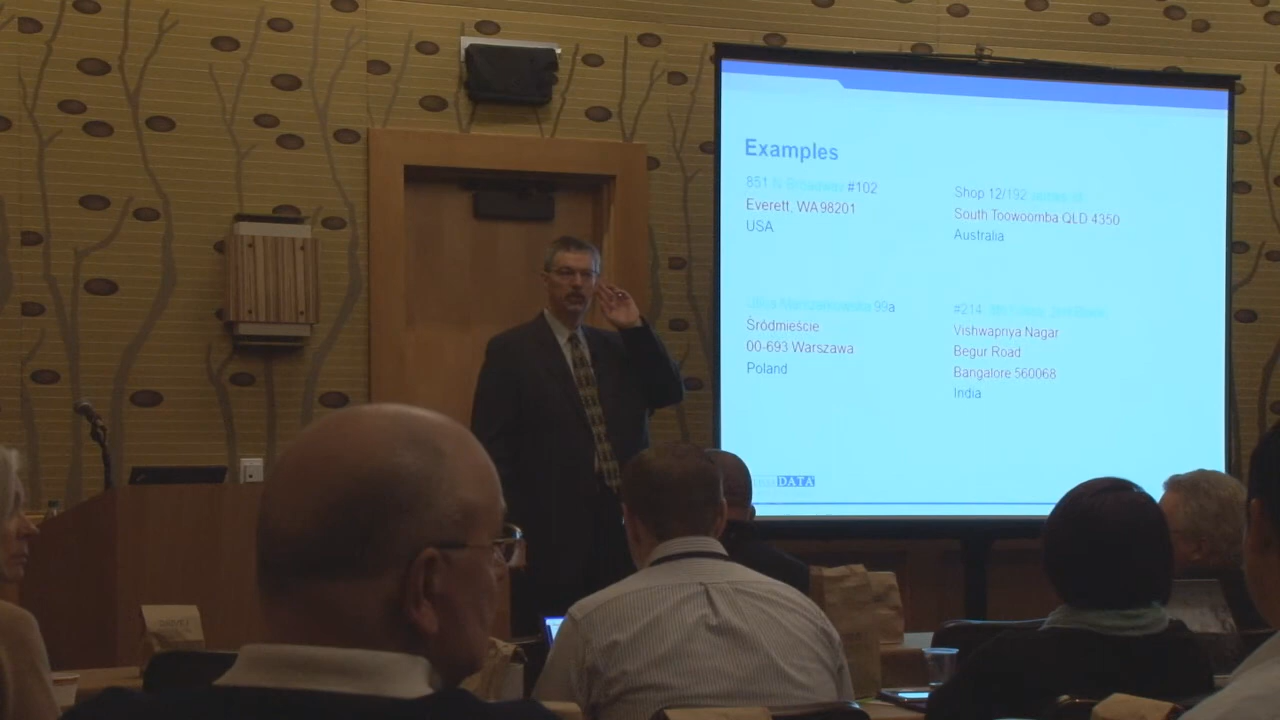 Examples
851 N Broadway #102
Everett, WA 98201
USA
Shop 12/192
South Toowoomba QLD 4350
Australia
99a
Śródmieście
00-693 Warszawa
Poland
#214
Vishwapriya Nagar
Begur Road
Bangalore 560068
India
DATA